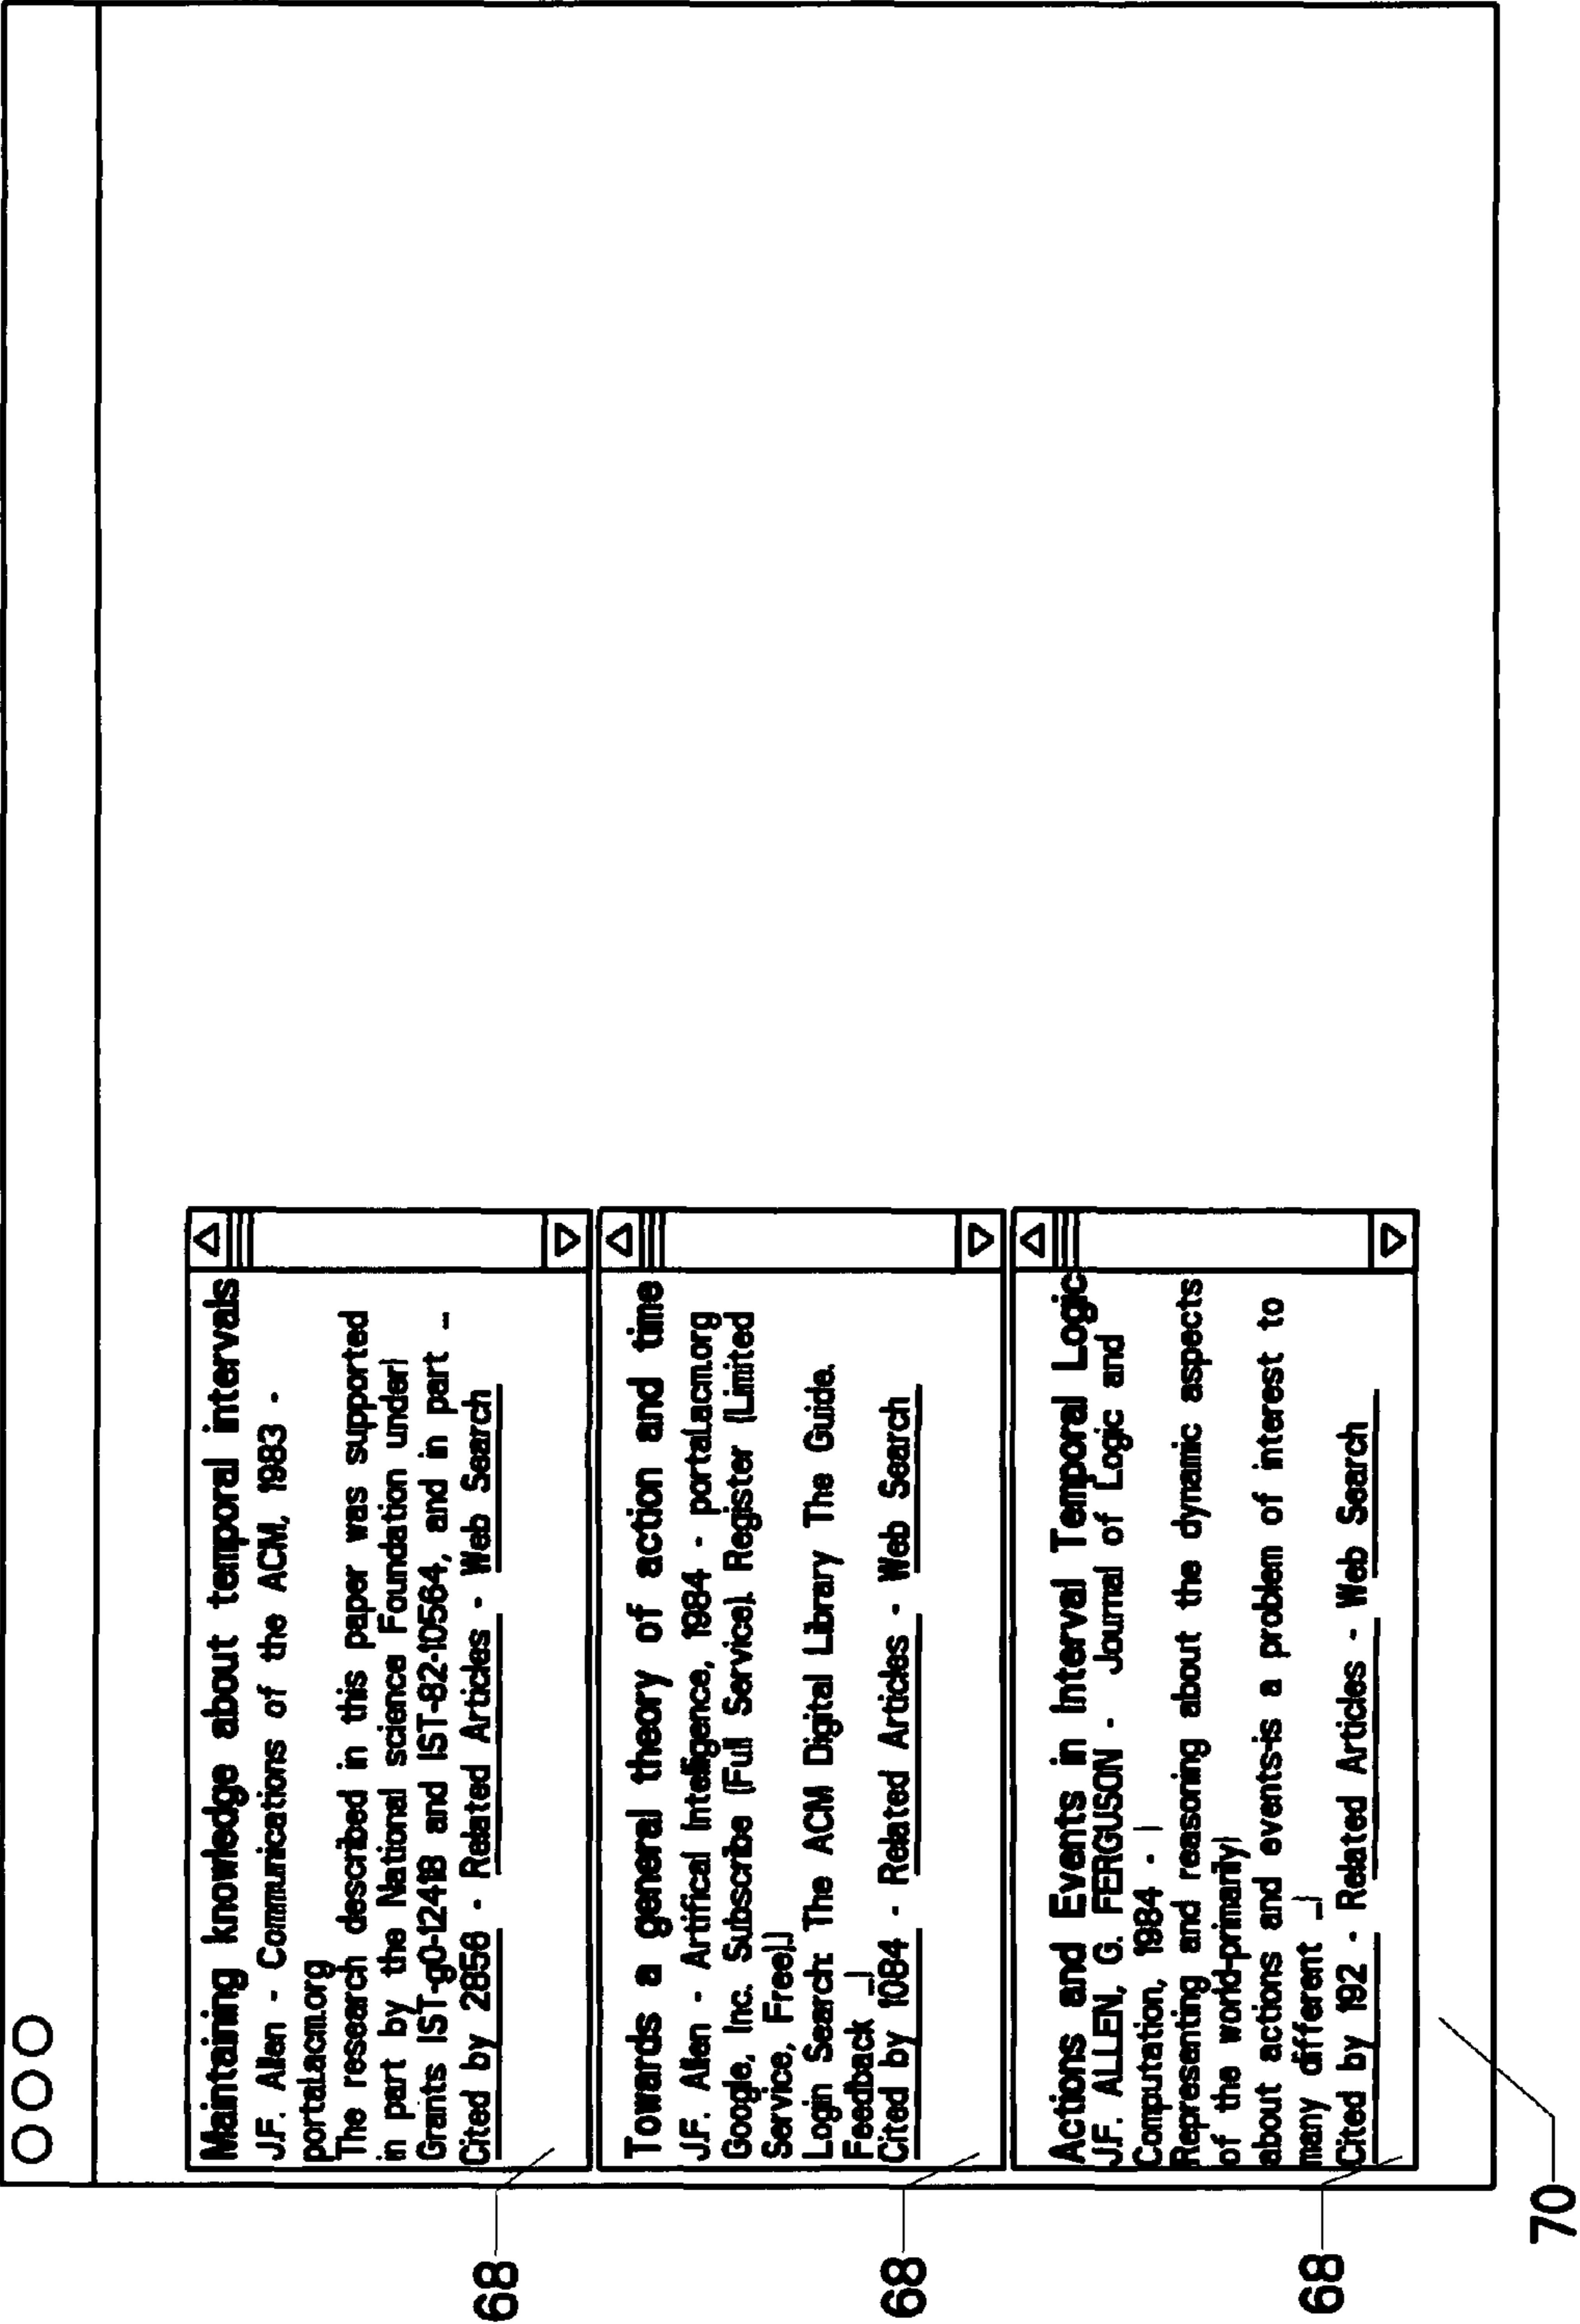 Maintaining knowledge about temporal intervals
J.F. Allen - Communications of the ACM, 1983 -
portal.acm.org
The research described in this paper was supported
in part by the National science Foundation under|
Grants IST-g0-12418 and IST-82-10564, and in part ...
Cited by 2856 - Related Articles - Web Search
68
Towards a general theory of action and time
J.F. Allen - Artifical Intelligence, 1984 - portal.acm.org
Google, Inc. Subscribe (Full Service). Register (Limited
Service, Free).]
Login Search: The ACM Digital Library The Guide.
Feedback ...|
Cited by 1084 - Related Articles - Web Search
68
Actions and Events in Interval Temporal Logic
J.F. ALLEN, G. FERGUSON - Journal of Logic and
Computation, 1984 - |
Representing and reasoning about the dynamic aspects
of the world-primarily|
about actions and events-is a problem of interest to
many different ...|
Cited by 192 - Related Articles - Web Search
68
70